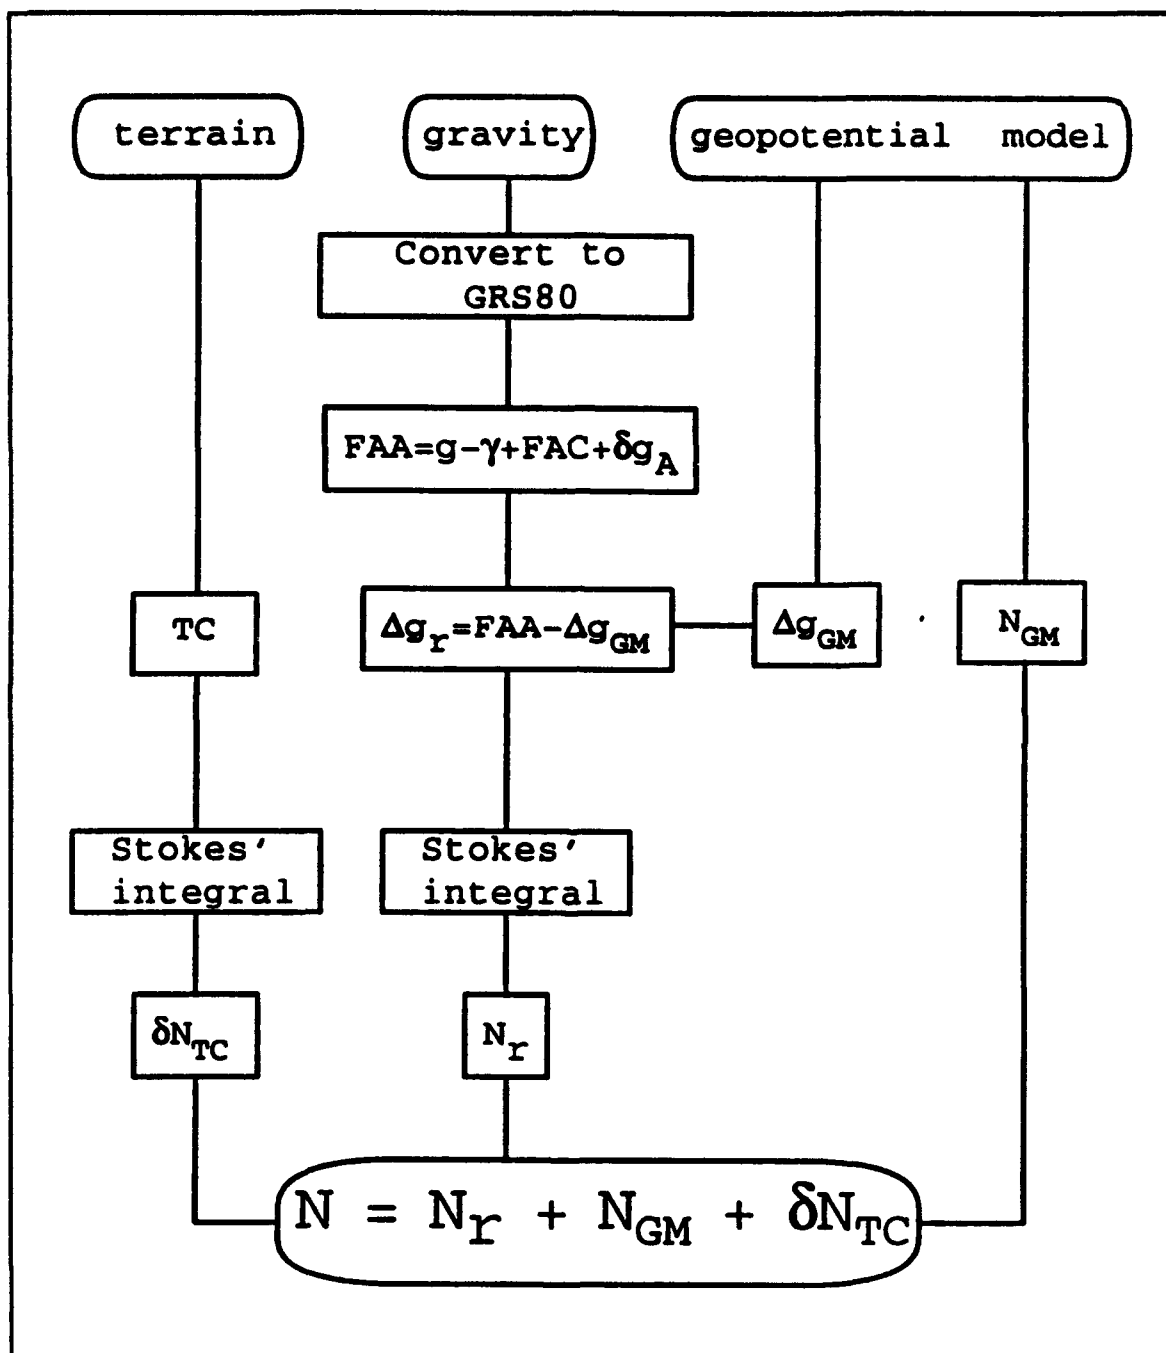 terrain
gravity
geopotential model
Convert to
GRS80
FAA=g-γ+FAC+δg_A
TC
Δg_r=FAA-Δg_GM
Δg_GM
N_GM
Stokes'
integral
Stokes'
integral
δN_TC
N_r
N = N_r + N_GM + δN_TC